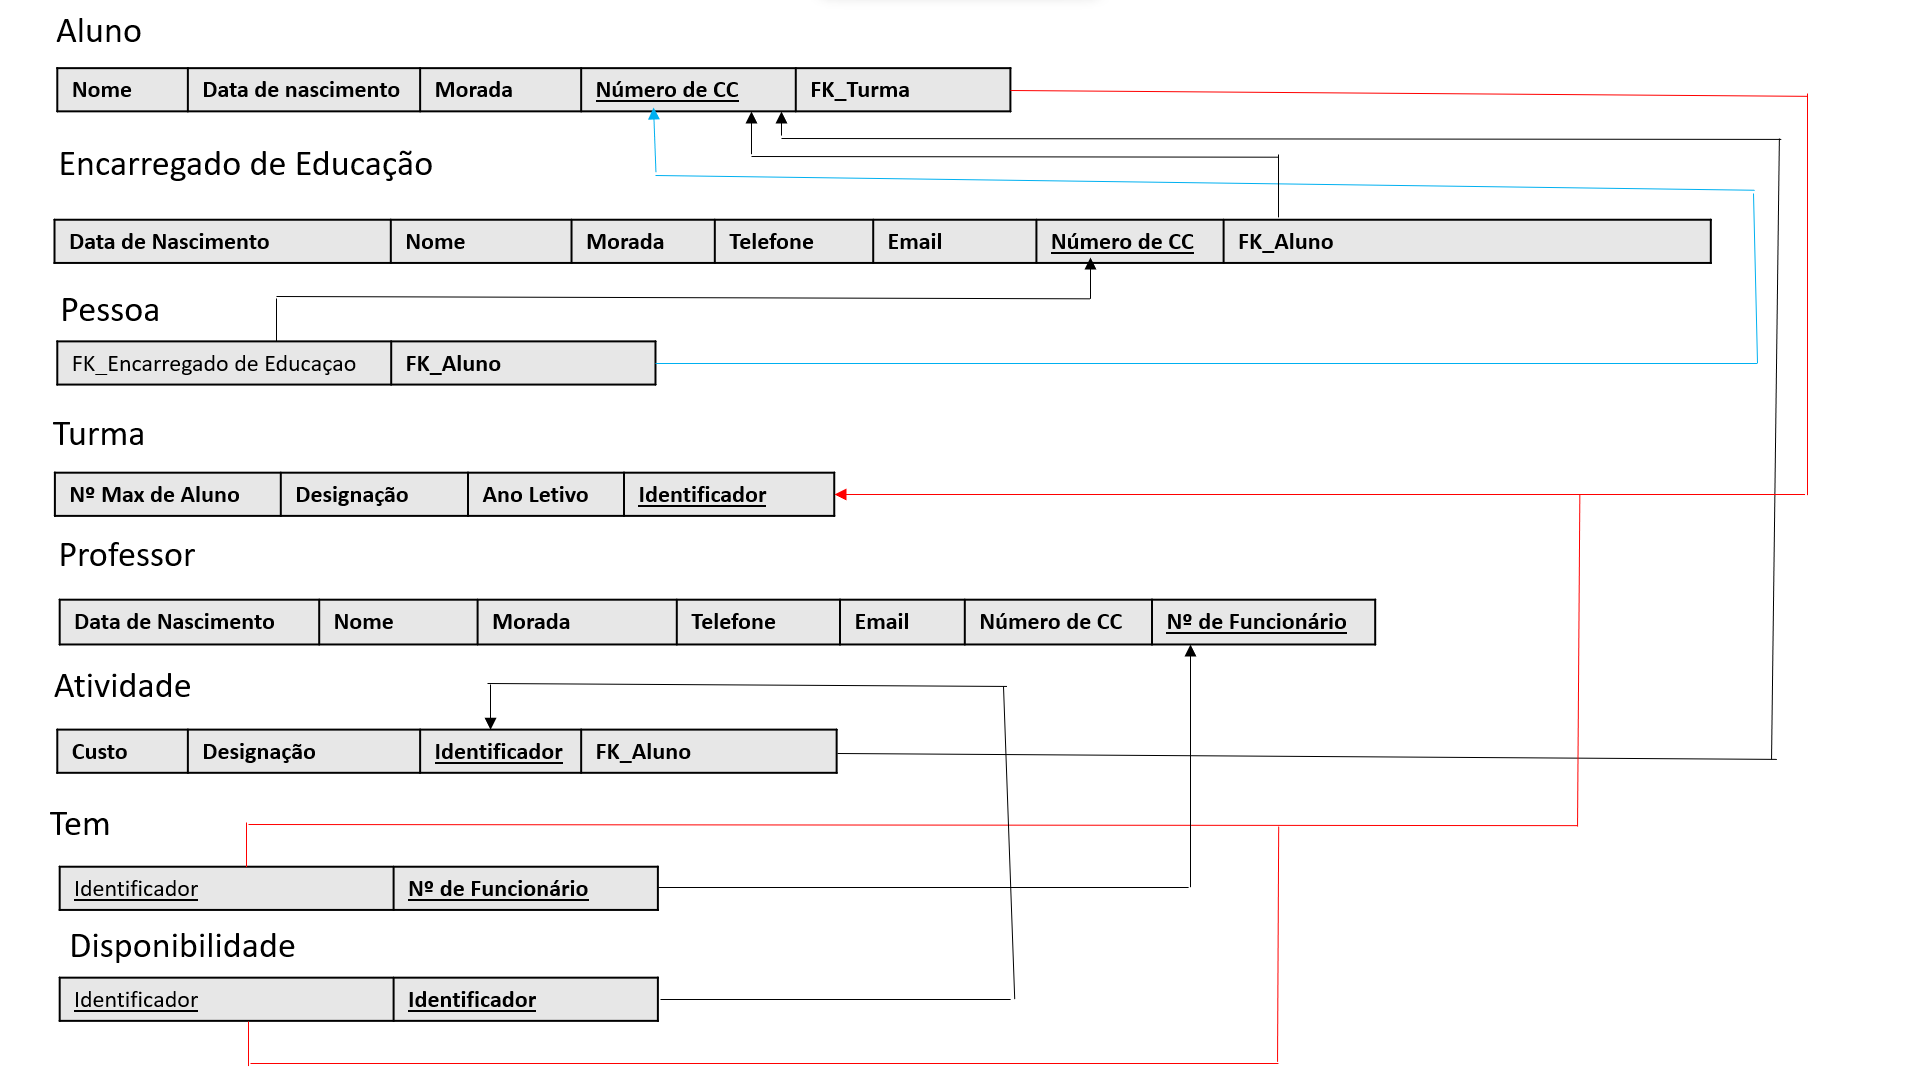 Aluno
Nome Data de nascimento Morada Número de CC FK_Turma
Encarregado de Educação
Data de Nascimento Nome Morada Telefone Email Número de CC FK_Aluno
Pessoa
FK_Encarregado de Educaçao FK_Aluno
Turma
Nº Max de Aluno Designação Ano Letivo Identificador
Professor
Data de Nascimento Nome Morada Telefone Email Número de CC Nº de Funcionário
Atividade
Custo Designação Identificador FK_Aluno
Tem
Identificador Nº de Funcionário
Disponibilidade
Identificador Identificador